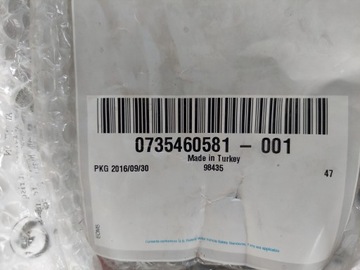 0735460581 - 001
Made in Turkey
PKG 2016/09/30 98435
47